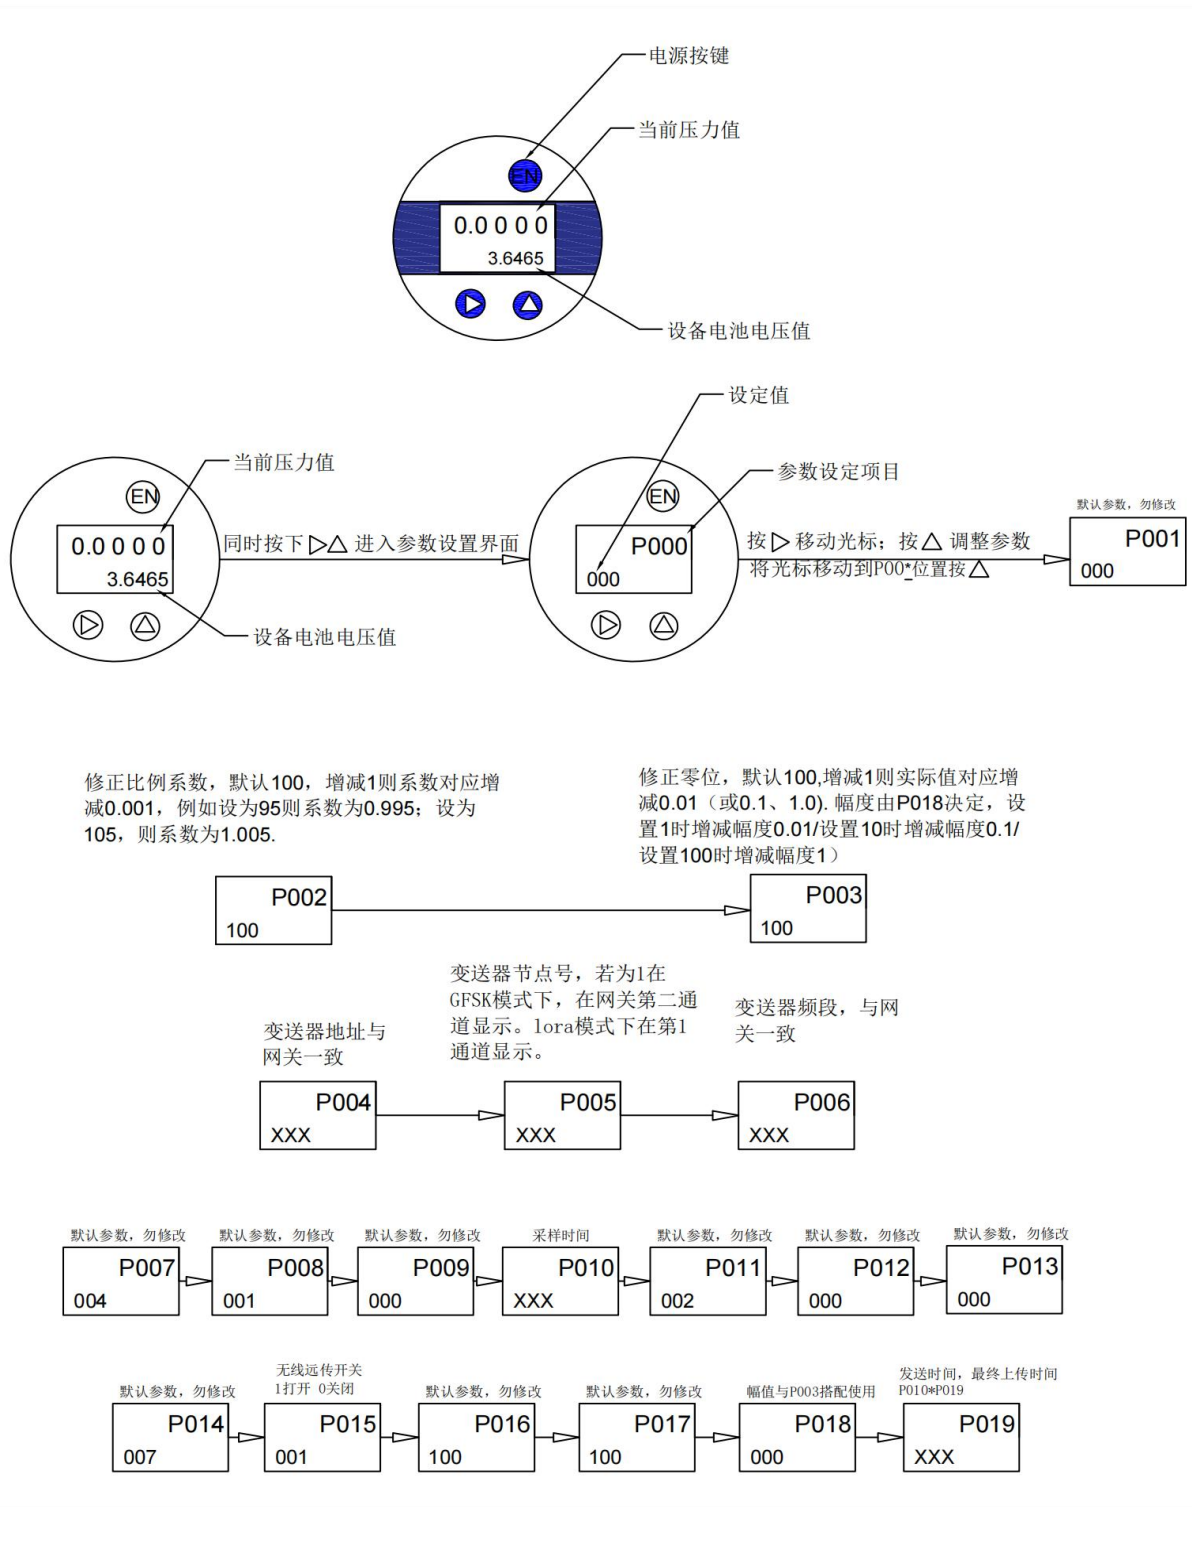 电源按键
当前压力值
EN
0.0 0 0 0
3.6465
设备电池电压值
设定值
当前压力值
参数设定项目
EN
0.0 0 0 0
3.6465
同时按下▷△进入参数设置界面
EN
P000
000
按▷移动光标；按△调整参数
将光标移动到P00*位置按△
默认参数，勿修改
P001
000
设备电池电压值
修正比例系数，默认100，增减1则系数对应增
减0.001，例如设为95则系数为0.995；设为
105，则系数为1.005.
修正零位，默认100,增减1则实际值对应增
减0.01（或0.1、1.0). 幅度由P018决定，设
置1时增减幅度0.01/设置10时增减幅度0.1/
设置100时增减幅度1）
P002
100
P003
100
变送器地址与
网关一致
变送器节点号，若为1在
GFSK模式下，在网关第二通
道显示。lora模式下在第1
通道显示。
变送器频段，与网
关一致
P004
XXX
P005
XXX
P006
XXX
默认参数，勿修改
P007
004
默认参数，勿修改
P008
001
默认参数，勿修改
P009
000
采样时间
P010
XXX
默认参数，勿修改
P011
002
默认参数，勿修改
P012
000
默认参数，勿修改
P013
000
默认参数，勿修改
P014
007
无线远传开关
1打开 0关闭
P015
001
默认参数，勿修改
P016
100
默认参数，勿修改
P017
100
幅值与P003搭配使用
P018
000
发送时间，最终上传时间
P010*P019
P019
XXX